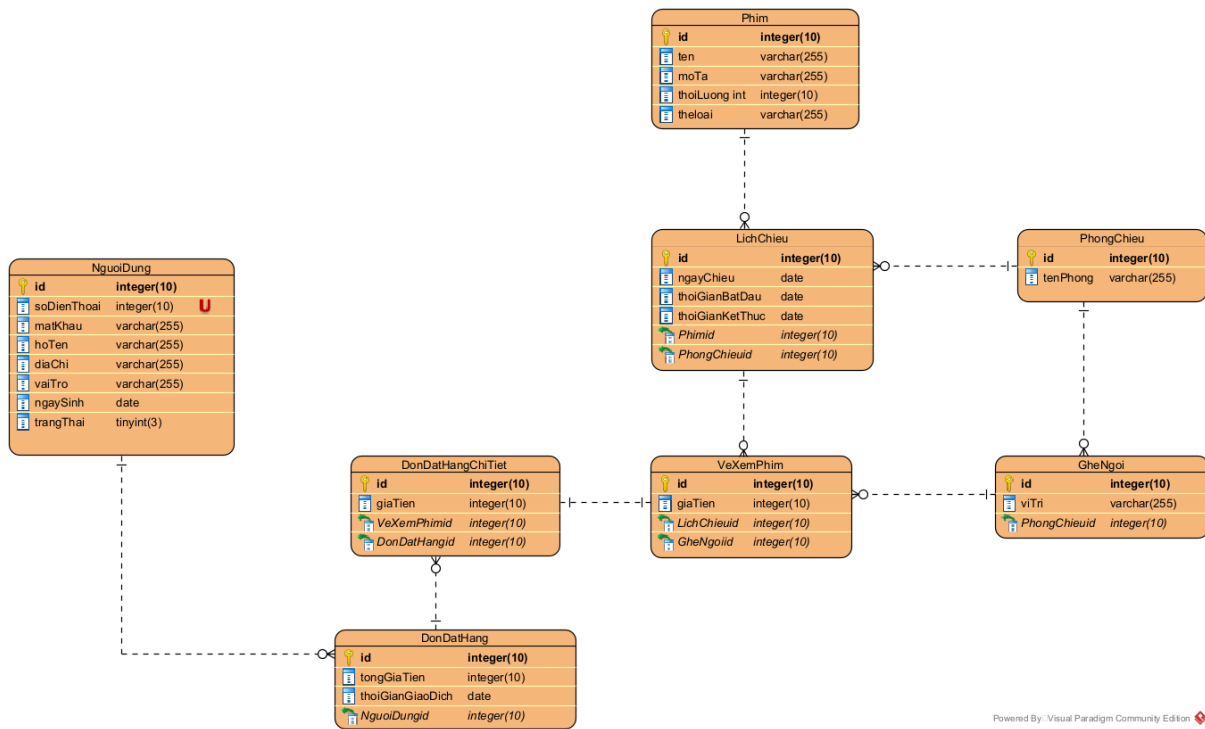 Phim
id integer(10)
ten varchar(255)
moTa varchar(255)
thoiLuong int integer(10)
theloai varchar(255)
LichChieu
id integer(10)
ngayChieu date
thoiGianBatDau date
thoiGianKetThuc date
Phimid integer(10)
PhongChieuid integer(10)
PhongChieu
id integer(10)
tenPhong varchar(255)
NguoiDung
id integer(10)
soDienThoai integer(10) U
matKhau varchar(255)
hoTen varchar(255)
diaChi varchar(255)
vaiTro varchar(255)
ngaySinh date
trangThai tinyint(3)
DonDatHangChiTiet
id integer(10)
giaTien integer(10)
VeXemPhimid integer(10)
DonDatHangid integer(10)
VeXemPhim
id integer(10)
giaTien integer(10)
LichChieuid integer(10)
GheNgoiid integer(10)
GheNgoi
id integer(10)
viTri varchar(255)
PhongChieuid integer(10)
DonDatHang
id integer(10)
tongGiaTien integer(10)
thoiGianGiaoDich date
NguoiDungid integer(10)
Powered By Visual Paradigm Community Edition